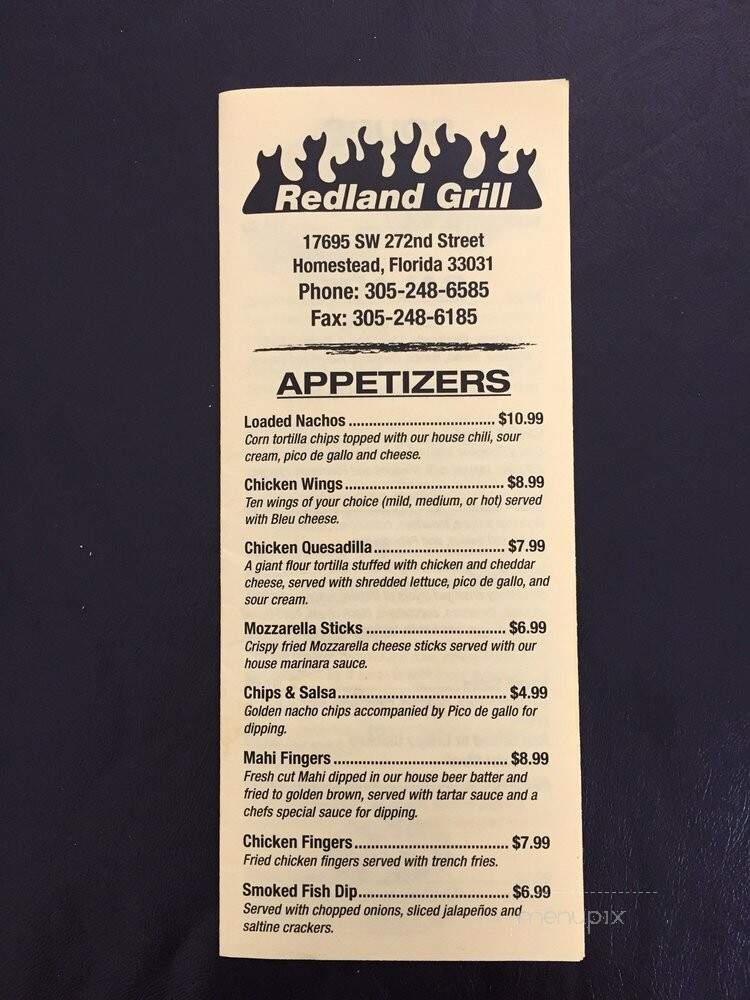 Redland Grill
17695 SW 272nd Street
Homestead, Florida 33031
Phone: 305-248-6585
Fax: 305-248-6185
APPETIZERS
Loaded Nachos ................................... $10.99
Corn tortilla chips topped with our house chili, sour
cream, pico de gallo and cheese.
Chicken Wings ...................................... $8.99
Ten wings of your choice (mild, medium, or hot) served
with Bleu cheese.
Chicken Quesadilla ............................... $7.99
A giant flour tortilla stuffed with chicken and cheddar
cheese, served with shredded lettuce, pico de gallo, and
sour cream.
Mozzarella Sticks ................................. $6.99
Crispy fried Mozzarella cheese sticks served with our
house marinara sauce.
Chips & Salsa ........................................ $4.99
Golden nacho chips accompanied by Pico de gallo for
dipping.
Mahi Fingers ......................................... $8.99
Fresh cut Mahi dipped in our house beer batter and
fried to golden brown, served with tartar sauce and a
chefs special sauce for dipping.
Chicken Fingers .................................... $7.99
Fried chicken fingers served with trench fries.
Smoked Fish Dip .................................... $6.99
Served with chopped onions, sliced jalapeños and
saltine crackers.
menupix